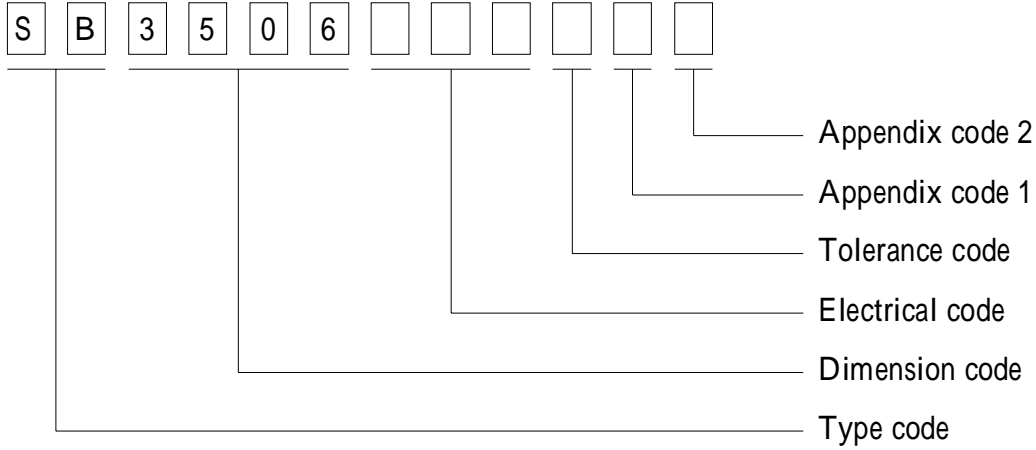 S B 3 5 0 6
Appendix code 2
Appendix code 1
Tolerance code
Electrical code
Dimension code
Type code